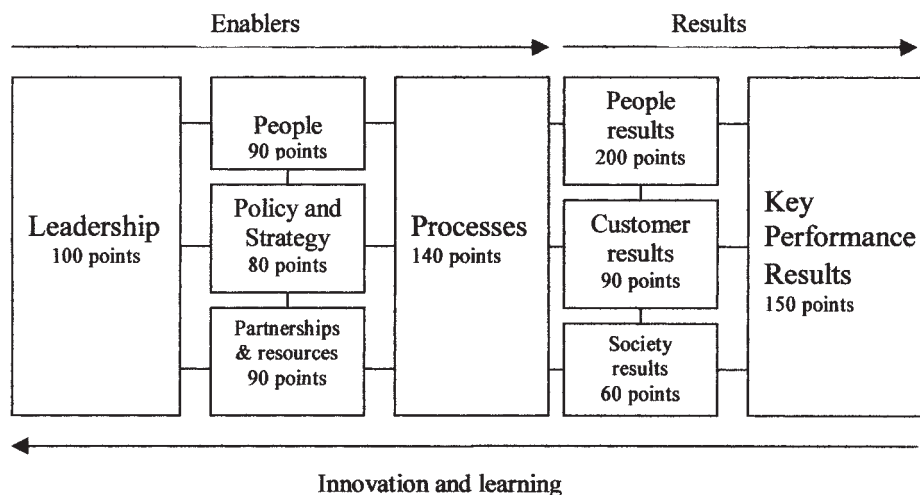 Enablers
Results
Leadership
100 points
People
90 points
Policy and
Strategy
80 points
Partnerships
& resources
90 points
Processes
140 points
People
results
200 points
Customer
results
90 points
Society
results
60 points
Key
Performance
Results
150 points
Innovation and learning